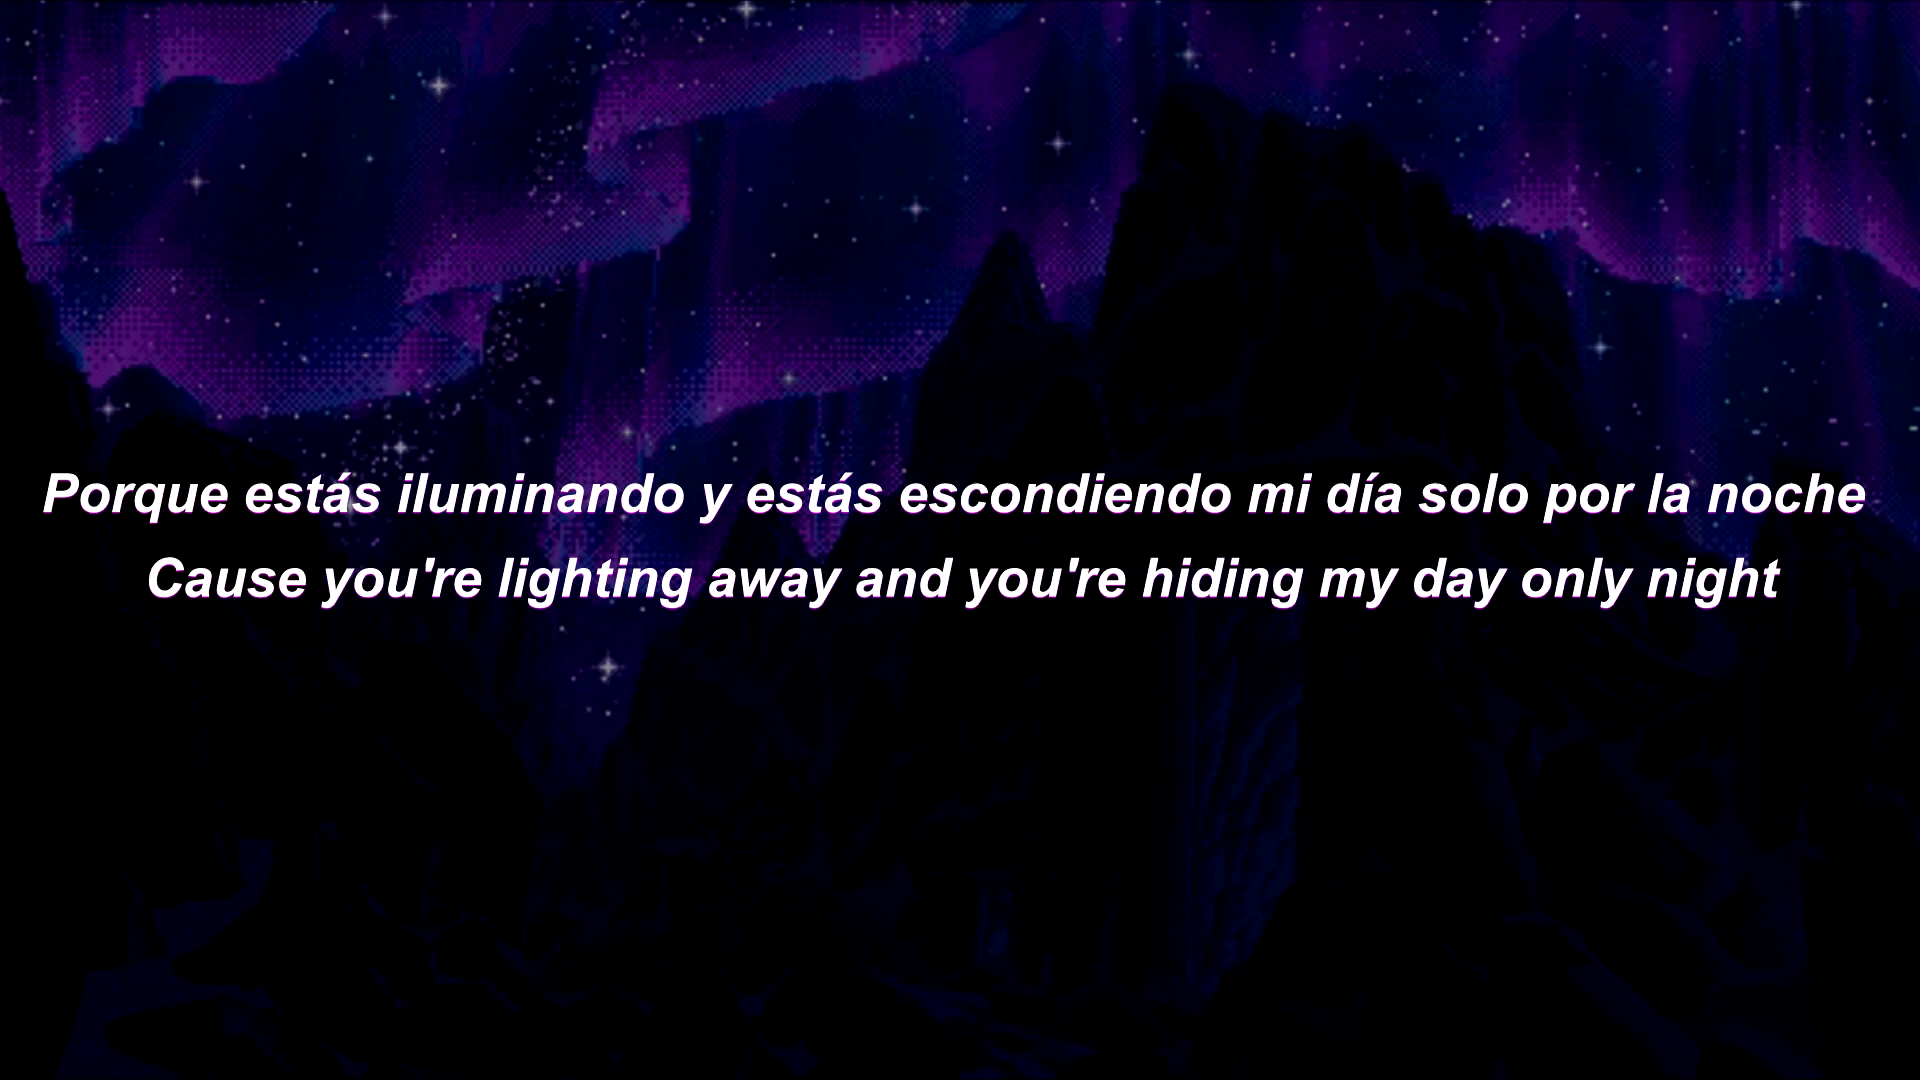 Porque estás iluminando y estás escondiendo mi día solo por la noche
Cause you're lighting away and you're hiding my day only night